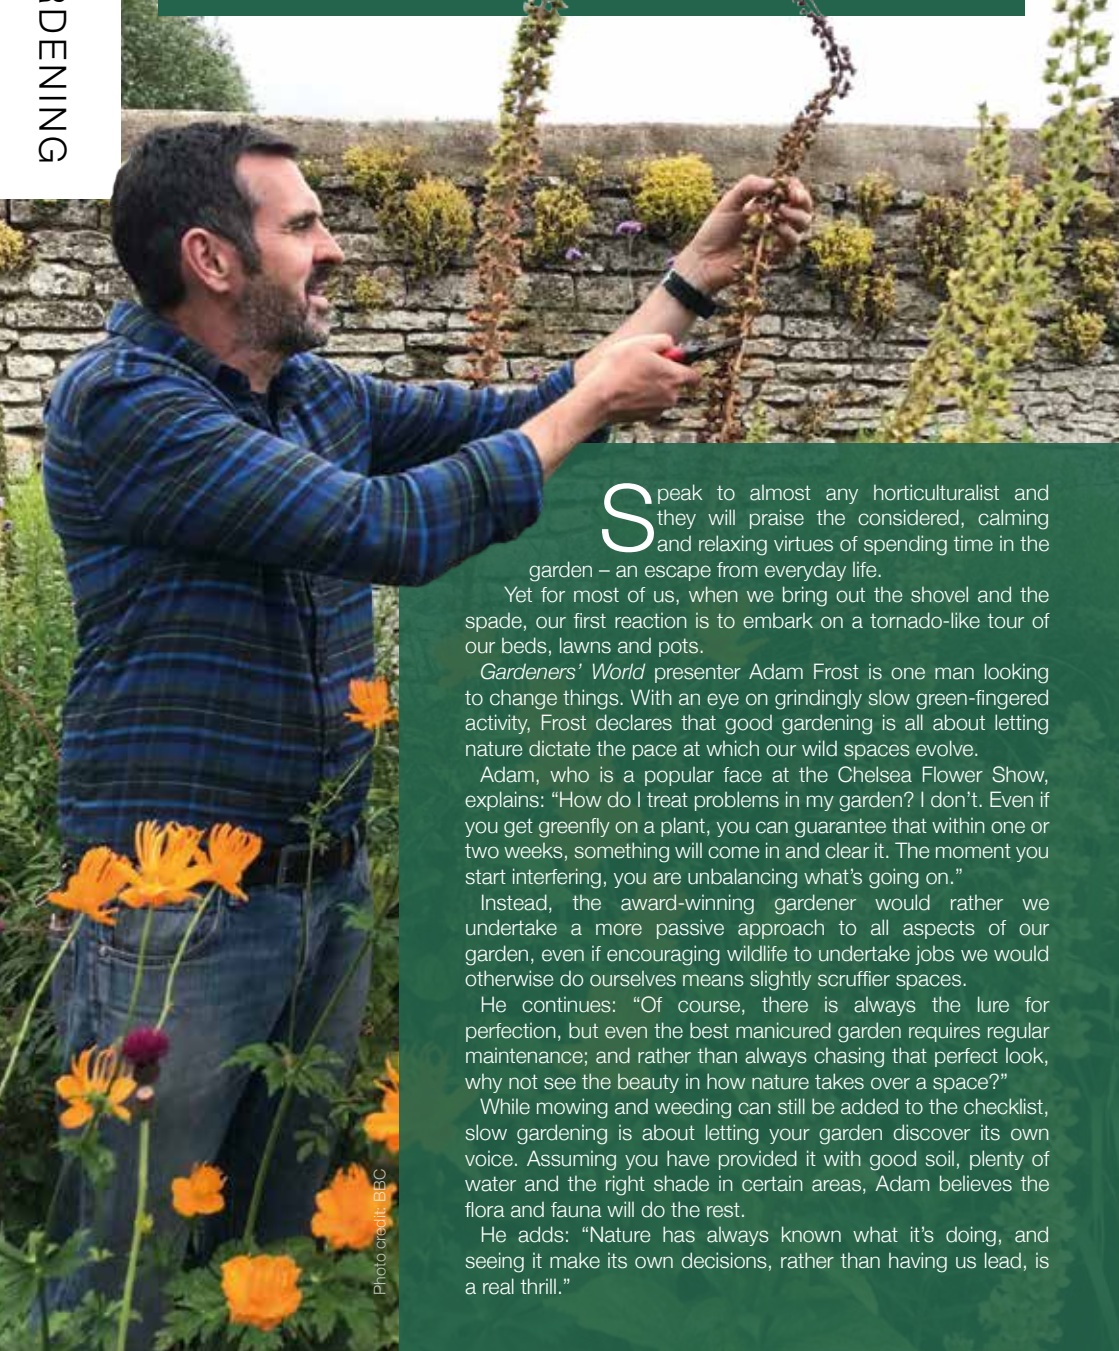 RDENING
Speak to almost any horticulturalist and
they will praise the considered, calming
and relaxing virtues of spending time in the
garden – an escape from everyday life.
Yet for most of us, when we bring out the shovel and the
spade, our first reaction is to embark on a tornado-like tour of
our beds, lawns and pots.
Gardeners’ World presenter Adam Frost is one man looking
to change things. With an eye on grindingly slow green-fingered
activity, Frost declares that good gardening is all about letting
nature dictate the pace at which our wild spaces evolve.
Adam, who is a popular face at the Chelsea Flower Show,
explains: “How do I treat problems in my garden? I don’t. Even if
you get greenfly on a plant, you can guarantee that within one or
two weeks, something will come in and clear it. The moment you
start interfering, you are unbalancing what’s going on.”
Instead, the award-winning gardener would rather we
undertake a more passive approach to all aspects of our
garden, even if encouraging wildlife to undertake jobs we would
otherwise do ourselves means slightly scruffier spaces.
He continues: “Of course, there is always the lure for
perfection, but even the best manicured garden requires regular
maintenance; and rather than always chasing that perfect look,
why not see the beauty in how nature takes over a space?”
While mowing and weeding can still be added to the checklist,
slow gardening is about letting your garden discover its own
voice. Assuming you have provided it with good soil, plenty of
water and the right shade in certain areas, Adam believes the
flora and fauna will do the rest.
He adds: “Nature has always known what it’s doing, and
seeing it make its own decisions, rather than having us lead, is
a real thrill.”
Photo credit: BBC